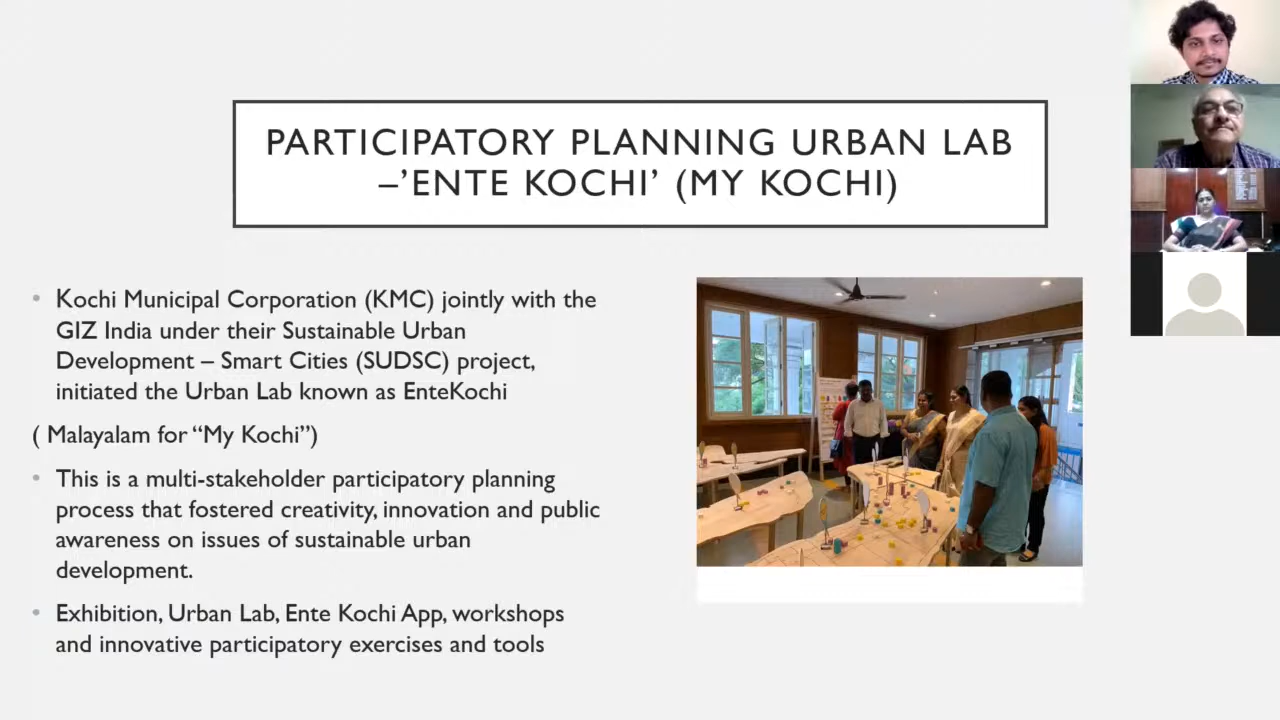 PARTICIPATORY PLANNING URBAN LAB
–’ENTE KOCHI’ (MY KOCHI)
• Kochi Municipal Corporation (KMC) jointly with the
GIZ India under their Sustainable Urban
Development – Smart Cities (SUDSC) project,
initiated the Urban Lab known as EnteKochi
( Malayalam for “My Kochi”)
• This is a multi-stakeholder participatory planning
process that fostered creativity, innovation and public
awareness on issues of sustainable urban
development.
• Exhibition, Urban Lab, Ente Kochi App, workshops
and innovative participatory exercises and tools